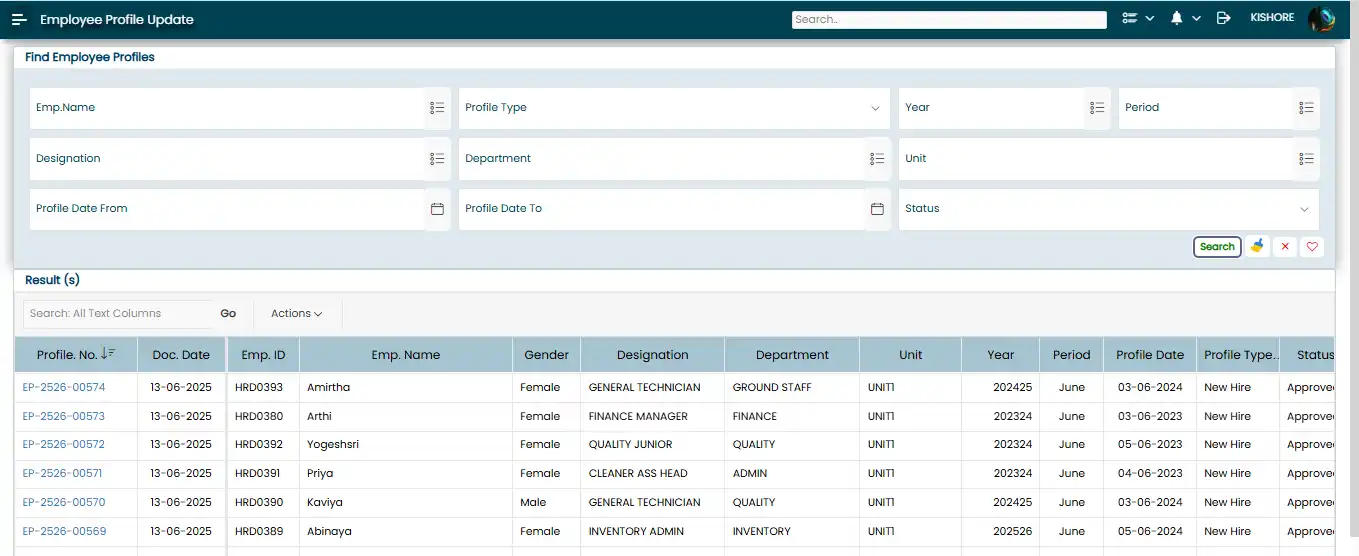 Employee Profile Update
Search..
KISHORE
Find Employee Profiles
Emp.Name Profile Type Year Period
Designation Department Unit
Profile Date From Profile Date To Status
Search
Result (s)
Search: All Text Columns Go Actions
Profile. No. Doc. Date Emp. ID Emp. Name Gender Designation Department Unit Year Period Profile Date Profile Type.. Status
EP-2526-00574 13-06-2025 HRD0393 Amirtha Female GENERAL TECHNICIAN GROUND STAFF UNIT1 202425 June 03-06-2024 New Hire Approved
EP-2526-00573 13-06-2025 HRD0380 Arthi Female FINANCE MANAGER FINANCE UNIT1 202324 June 03-06-2023 New Hire Approved
EP-2526-00572 13-06-2025 HRD0392 Yogeshsri Female QUALITY JUNIOR QUALITY UNIT1 202324 June 05-06-2023 New Hire Approved
EP-2526-00571 13-06-2025 HRD0391 Priya Female CLEANER ASS HEAD ADMIN UNIT1 202324 June 04-06-2023 New Hire Approved
EP-2526-00570 13-06-2025 HRD0390 Kaviya Male GENERAL TECHNICIAN QUALITY UNIT1 202425 June 03-06-2024 New Hire Approved
EP-2526-00569 13-06-2025 HRD0389 Abinaya Female INVENTORY ADMIN INVENTORY UNIT1 202526 June 05-06-2024 New Hire Approved